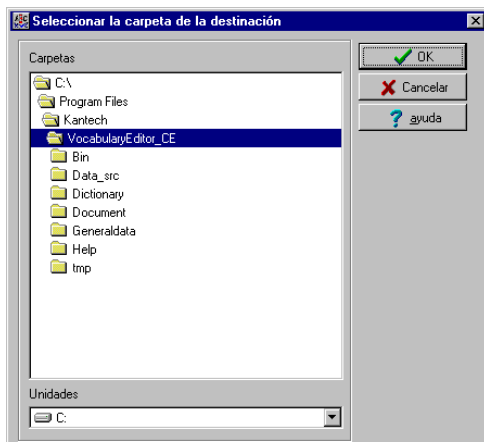 Seleccionar la carpeta de la destinación
Carpetas
C:\
Program Files
Kantech
VocabularyEditor_CE
Bin
Data_src
Dictionary
Document
Generaldata
Help
tmp
Unidades
C:
OK
Cancelar
ayuda